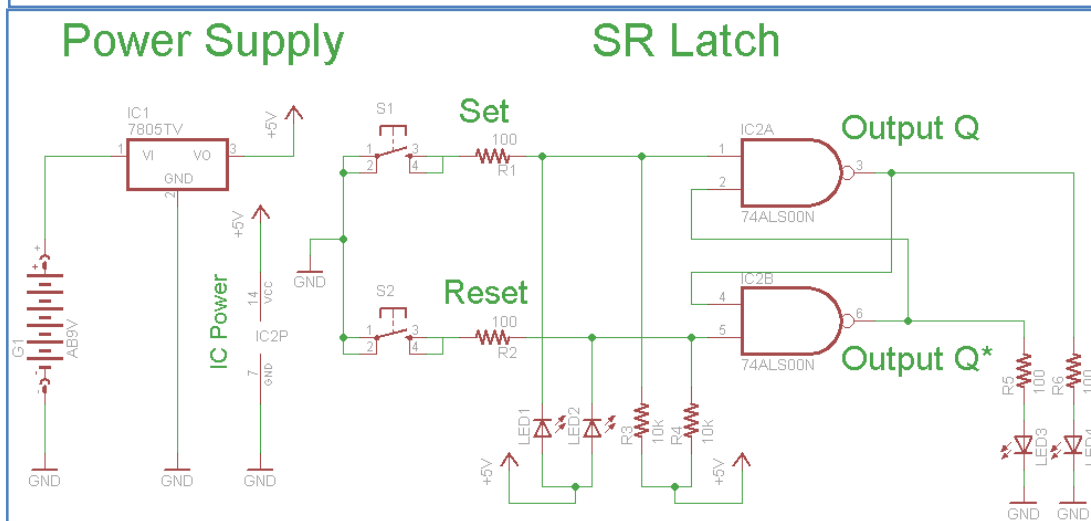 Power Supply
SR Latch
IC1
7805TV
1
VI
VO
3
GND
2
+5V
+5V
IC Power
14
VCC
IC2P
7
GND
G1
AB9V
+
+
-
-
GND
GND
GND
GND
S1
1
2
3
4
Set
100
R1
S2
1
2
3
4
Reset
100
R2
IC2A
1
2
3
74ALS00N
Output Q
IC2B
4
5
6
74ALS00N
Output Q*
LED1
LED2
R3
10k
R4
10k
+5V
+5V
R5
100
R6
100
LED3
LED4
GND
GND